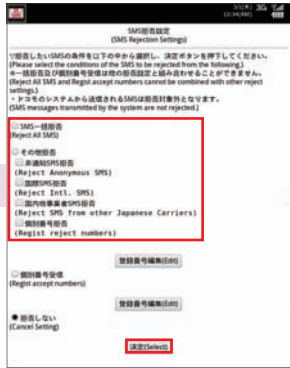 3G
SMS拒否設定
(SMS Rejection Settings)
▽拒否したいSMSの条件を以下の中から選択し、決定ボタンを押下してください。
(Please select the conditions of the SMS to be rejected from the following.)
※一括拒否及び個別番号受信は他の拒否設定と組み合わせることができません。
(Reject All SMS and Regist accept numbers cannot be combined with other reject
settings.)
・ドコモのシステムから送信されるSMSは拒否対象外となります。
(SMS messages transmitted by the system are not rejected.)
SMS一括拒否
(Reject All SMS)
その他拒否
非通知SMS拒否
(Reject Anonymous SMS)
国際SMS拒否
(Reject Intl. SMS)
国内他事業者SMS拒否
(Reject SMS from other Japanese Carriers)
個別番号拒否
(Regist reject numbers)
登録番号編集(Edit)
個別番号受信
(Regist accept numbers)
登録番号編集(Edit)
拒否しない
(Cancel Setting)
決定(Select)